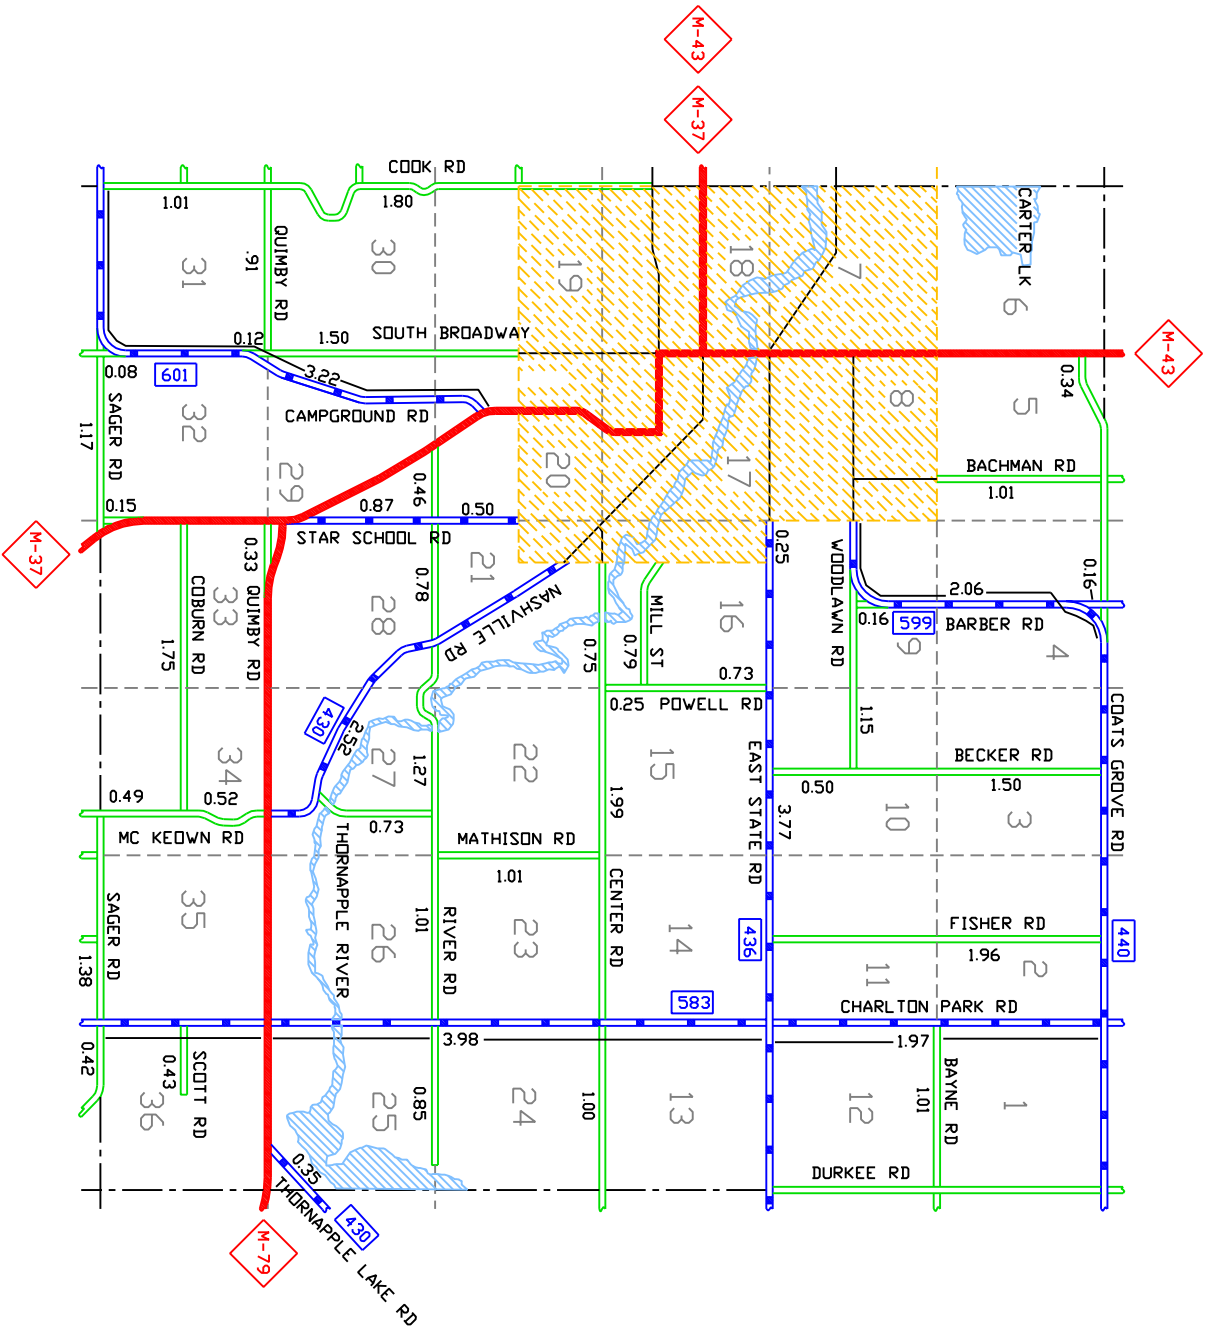 M-43
M-37
COOK RD
1.01
1.80
CARTER LK
QUIMBY RD
.91
31
30
19
18
7
6
0.12
1.50
SOUTH BROADWAY
M-43
0.08
601
3.22
CAMPGROUND RD
0.34
SAGER RD
1.17
32
29
20
17
8
5
BACHMAN RD
1.01
0.15
0.46
0.87
0.50
STAR SCHOOL RD
M-37
0.33
QUIMBY RD
COBURN RD
33
1.75
0.78
28
21
NASHVILLE RD
0.75
0.79
MILL ST
16
0.73
0.25
WOODLAWN RD
2.06
0.16
0.16
599
BARBER RD
9
4
0.25
POWELL RD
430
2.52
34
27
1.27
22
1.99
15
EAST STATE RD
3.77
1.15
BECKER RD
0.50
1.50
COATS GROVE RD
10
3
0.49
0.52
MC KEOWN RD
0.73
MATHISON RD
1.01
THORNAPPLE RIVER
35
SAGER RD
1.38
26
1.01
RIVER RD
23
CENTER RD
14
436
FISHER RD
1.96
440
11
2
583
CHARLTON PARK RD
3.98
1.97
0.42
0.43
SCOTT RD
36
25
0.85
24
1.00
13
12
1.01
BAYNE RD
1
DURKEE RD
0.35
THORNAPPLE LAKE RD
430
M-79